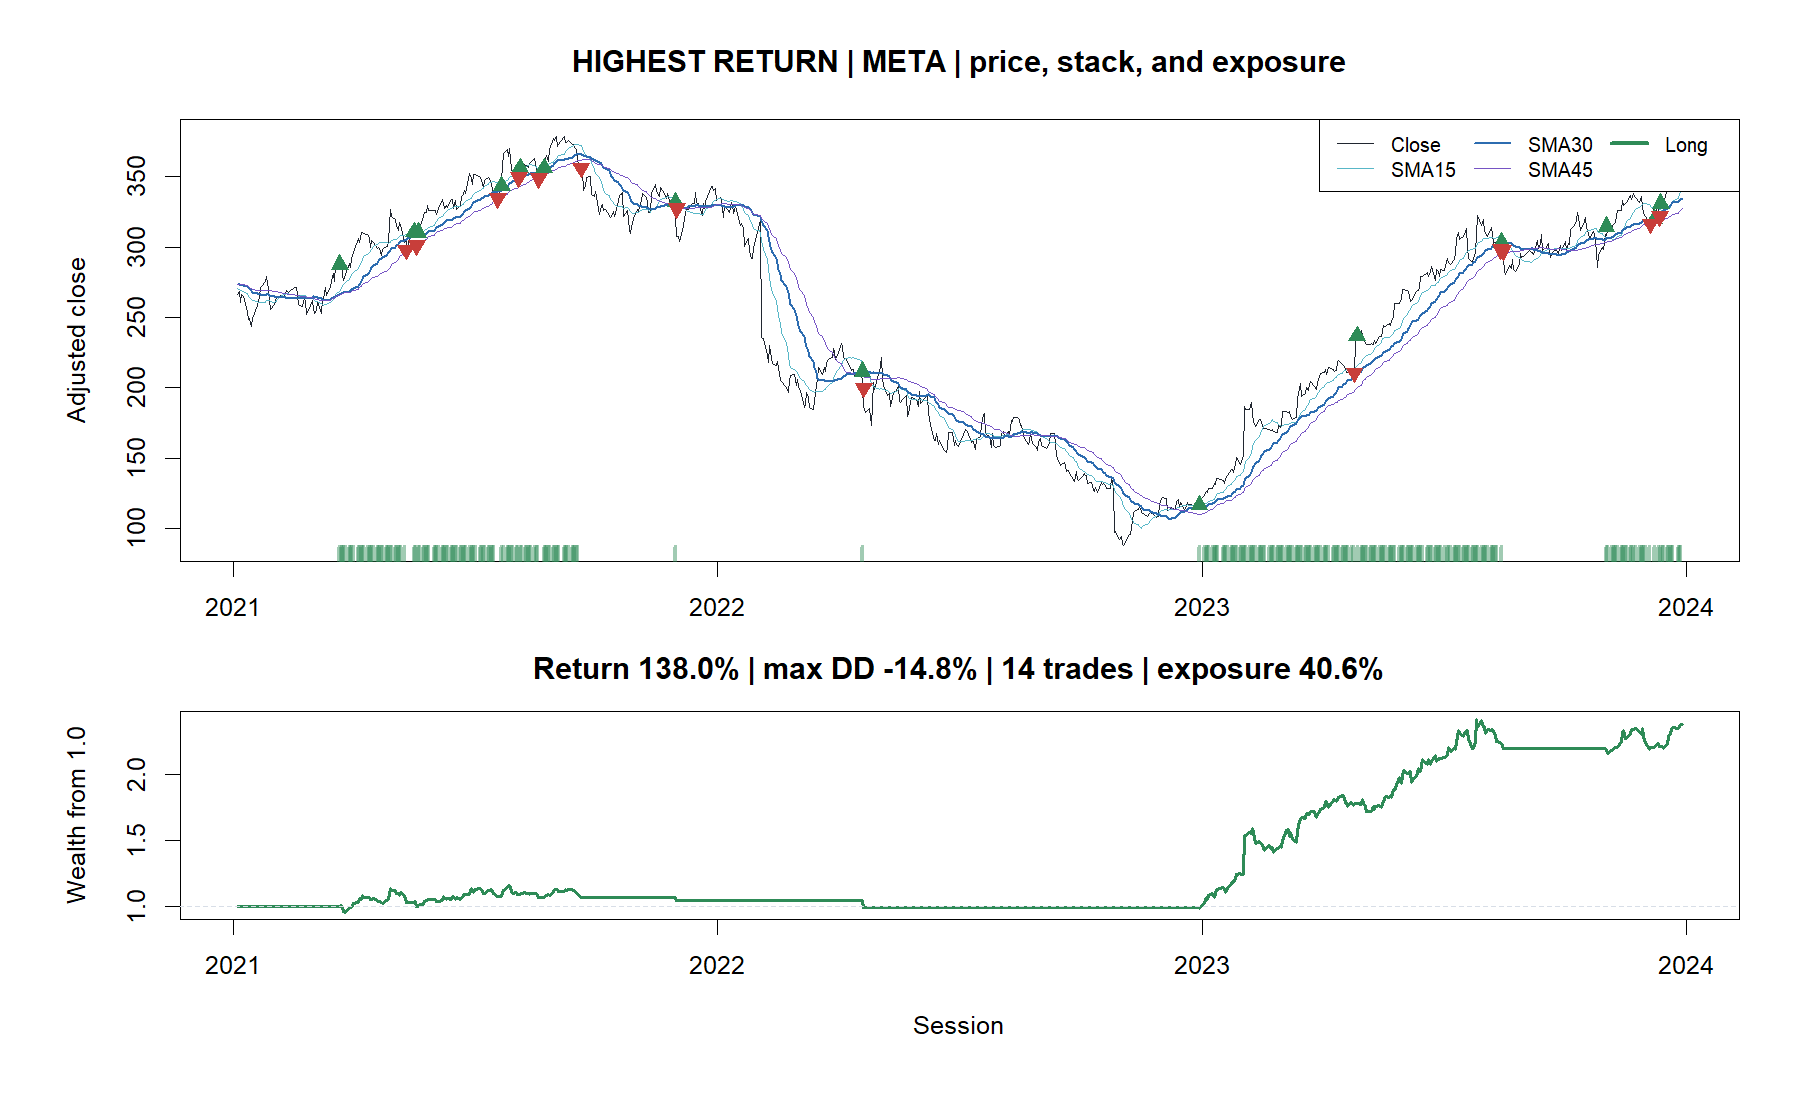 HIGHEST RETURN | META | price, stack, and exposure
Close SMA30 Long
SMA15 SMA45
Adjusted close
350
300
250
200
150
100
2021 2022 2023 2024
Return 138.0% | max DD -14.8% | 14 trades | exposure 40.6%
Wealth from 1.0
2.0
1.5
1.0
2021 2022 2023 2024
Session